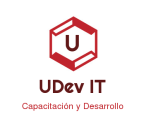 U
UDev IT
Capacitación y Desarrollo